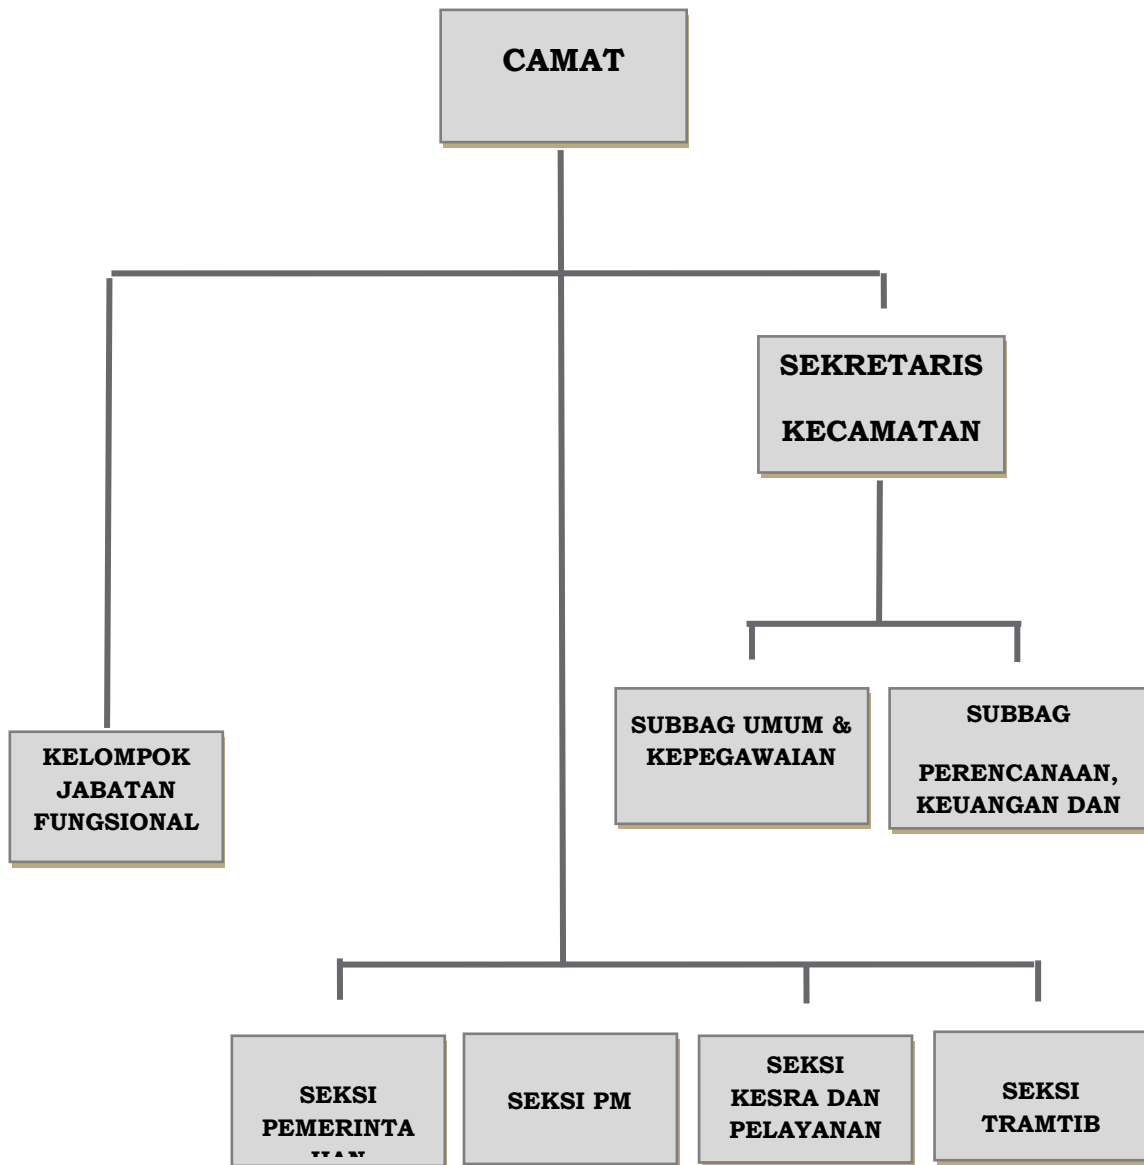 CAMAT
SEKRETARIS
KECAMATAN
SUBBAG UMUM &
KEPEGAWAIAN
SUBBAG
PERENCANAAN,
KEUANGAN DAN
KELOMPOK
JABATAN
FUNGSIONAL
SEKSI
PEMERINTA
SEKSI PM
SEKSI
KESRA DAN
PELAYANAN
SEKSI
TRAMTIB